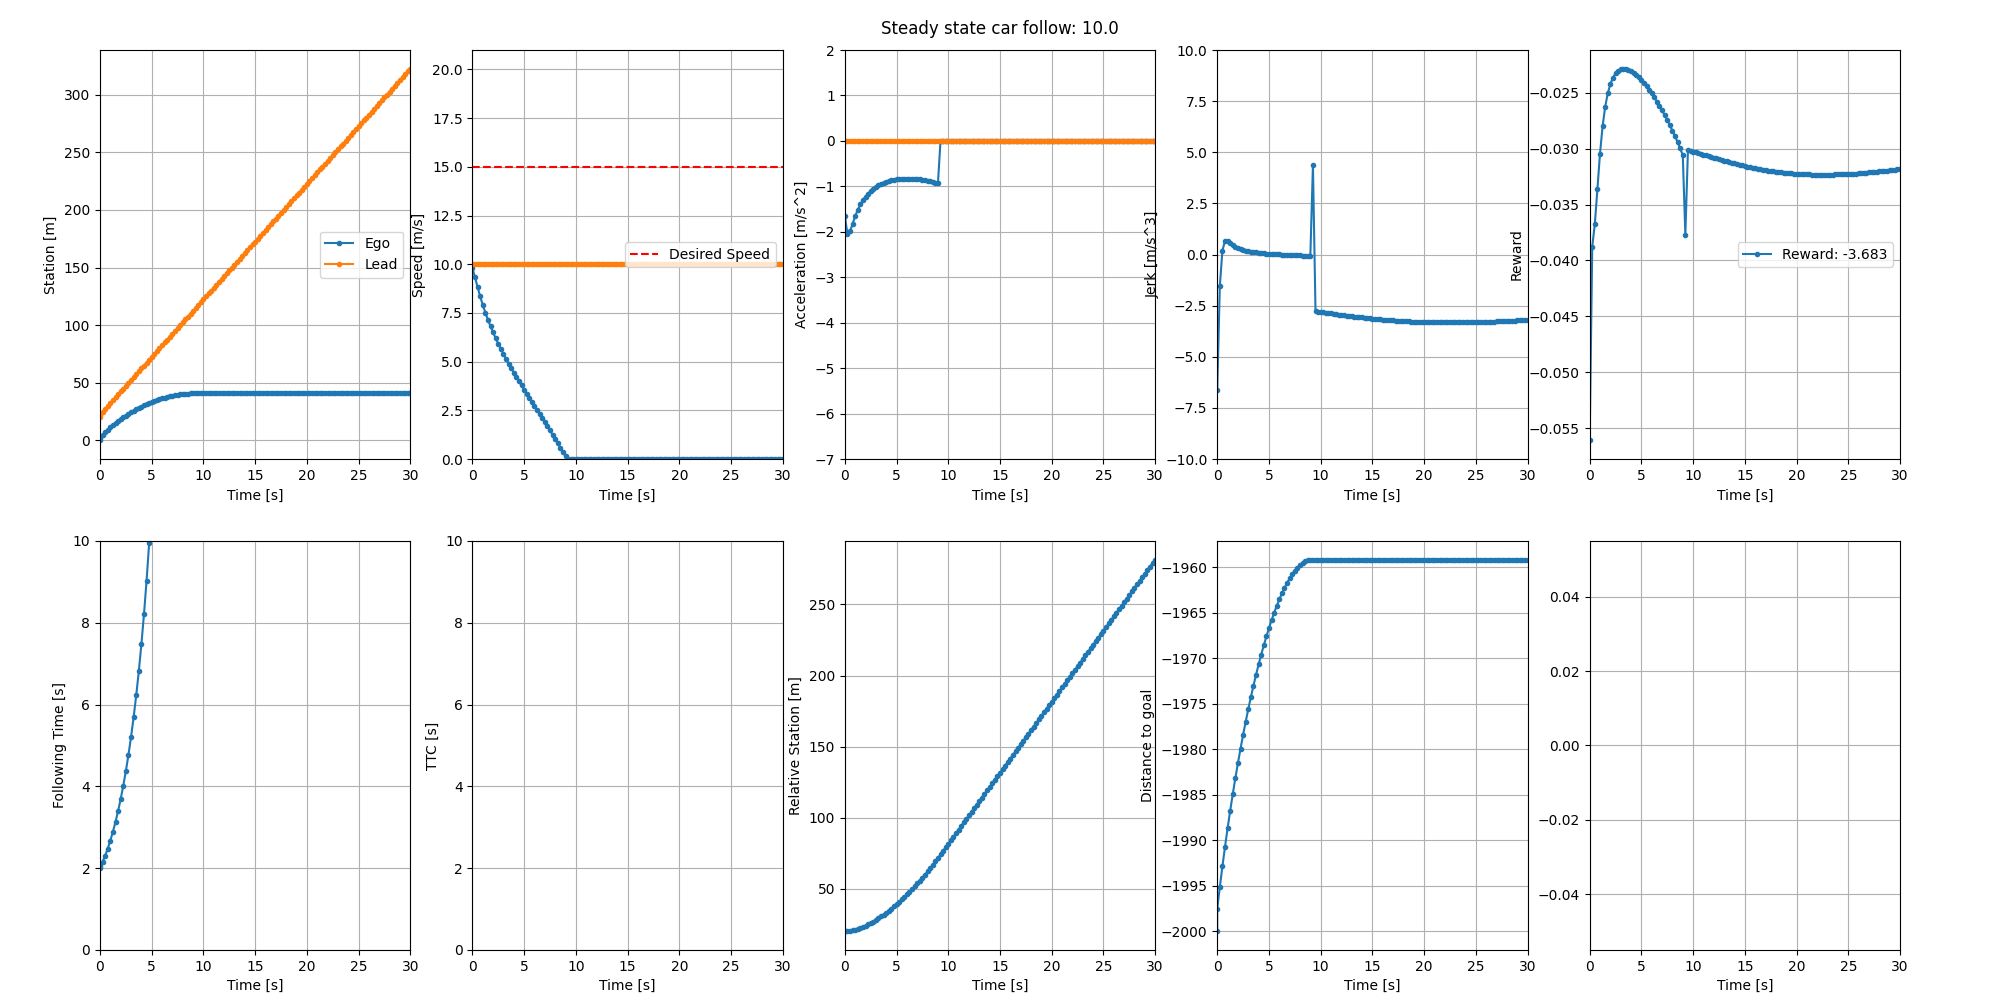 Steady state car follow: 10.0
Station [m]
300
250
200
150
100
50
0
Ego
Lead
0 5 10 15 20 25 30
Time [s]
Speed [m/s]
20.0
17.5
15.0
12.5
10.0
7.5
5.0
2.5
0.0
Desired Speed
0 5 10 15 20 25 30
Time [s]
Acceleration [m/s^2]
2
1
0
−1
−2
−3
−4
−5
−6
−7
0 5 10 15 20 25 30
Time [s]
Jerk [m/s^3]
10.0
7.5
5.0
2.5
0.0
−2.5
−5.0
−7.5
−10.0
0 5 10 15 20 25 30
Time [s]
Reward
−0.025
−0.030
−0.035
−0.040
−0.045
−0.050
−0.055
Reward: -3.683
0 5 10 15 20 25 30
Time [s]
Following Time [s]
10
8
6
4
2
0
0 5 10 15 20 25 30
Time [s]
TTC [s]
10
8
6
4
2
0
0 5 10 15 20 25 30
Time [s]
Relative Station [m]
250
200
150
100
50
0 5 10 15 20 25 30
Time [s]
Distance to goal
−1960
−1965
−1970
−1975
−1980
−1985
−1990
−1995
−2000
0 5 10 15 20 25 30
Time [s]
0.04
0.02
0.00
−0.02
−0.04
0 5 10 15 20 25 30
Time [s]